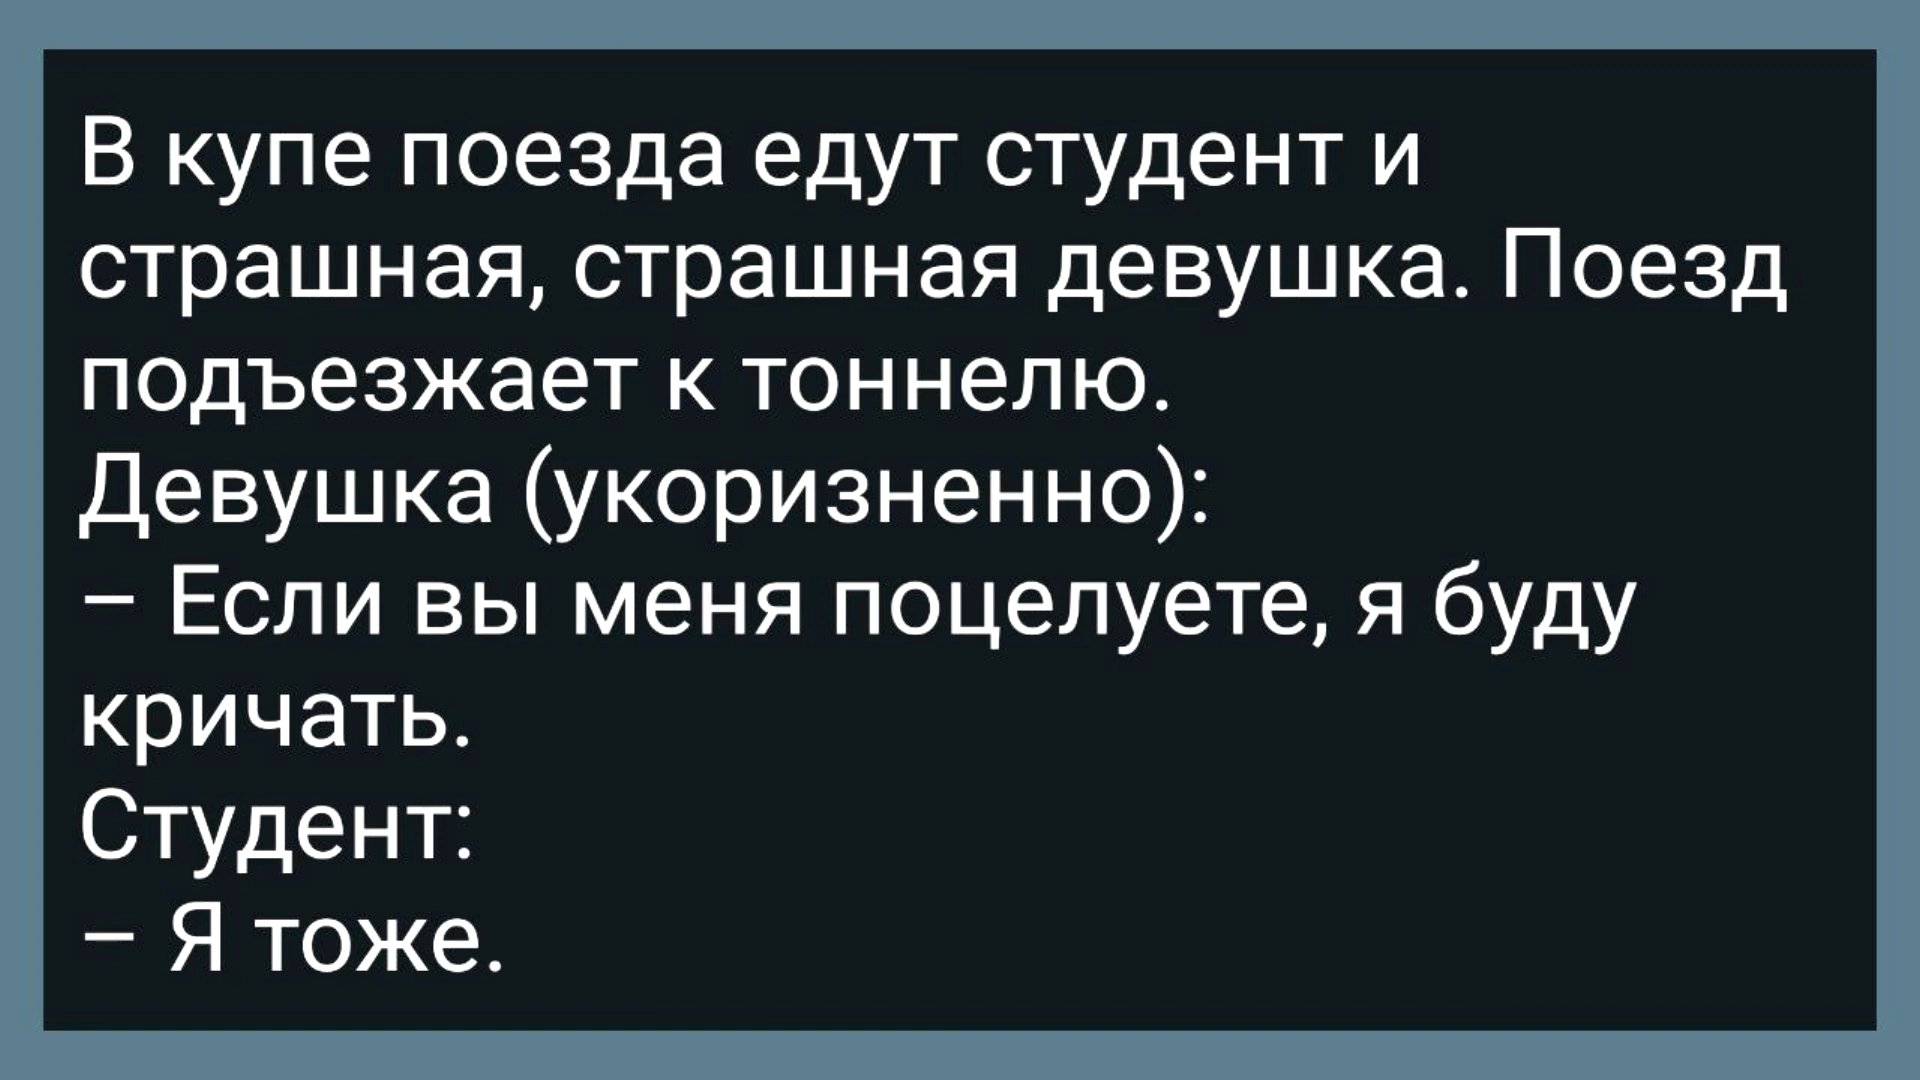 В купе поезда едут студент и
страшная, страшная девушка. Поезд
подъезжает к тоннелю.
Девушка (укоризненно):
– Если вы меня поцелуете, я буду
кричать.
Студент:
– Я тоже.